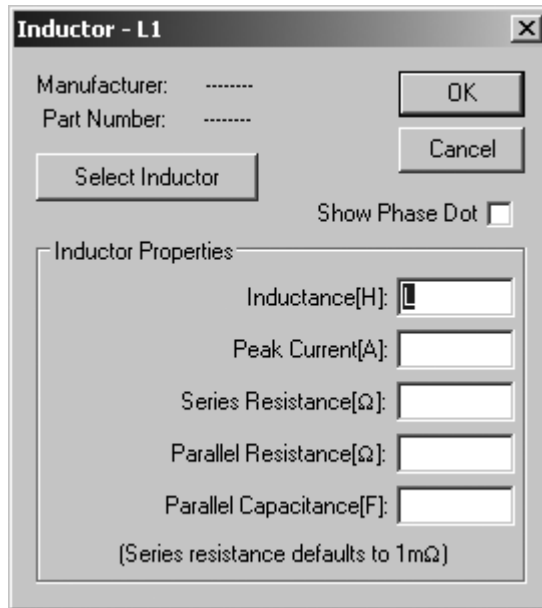 Inductor - L1
Manufacturer: --------
Part Number: --------
OK
Cancel
Select Inductor
Show Phase Dot
Inductor Properties
Inductance[H]: L
Peak Current[A]:
Series Resistance[Ω]:
Parallel Resistance[Ω]:
Parallel Capacitance[F]:
(Series resistance defaults to 1mΩ)